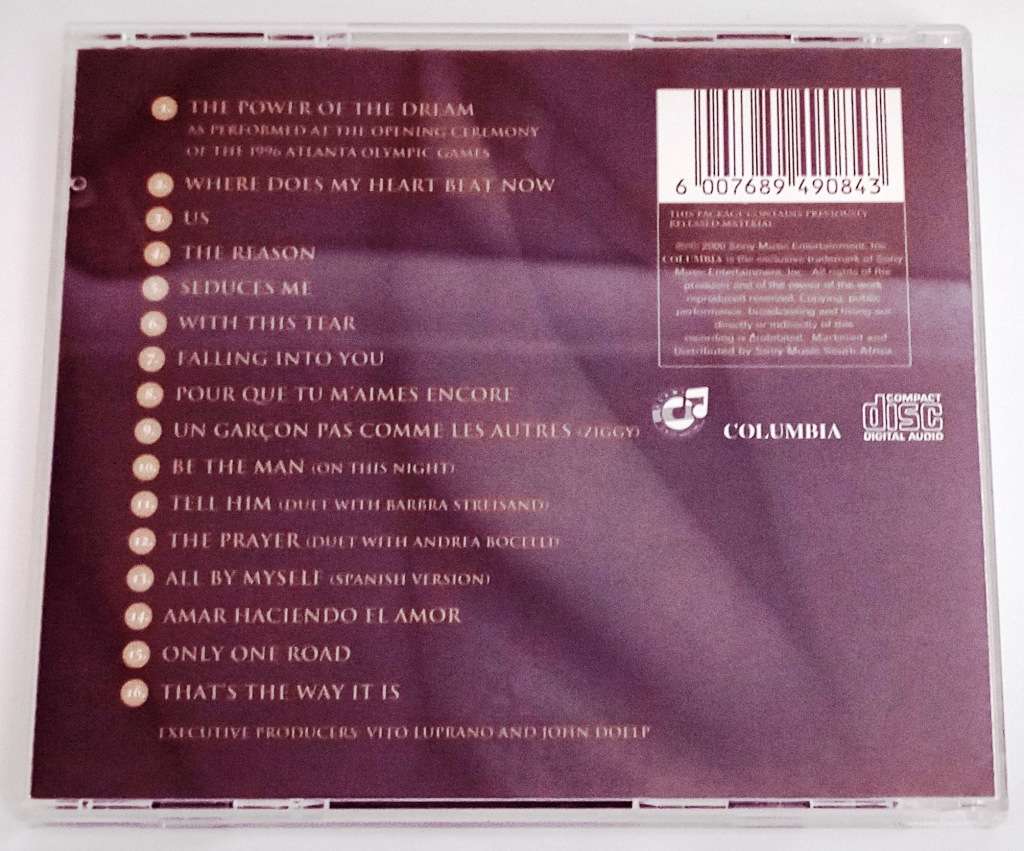 1. THE POWER OF THE DREAM
AS PERFORMED AT THE OPENING CEREMONY
OF THE 1996 ATLANTA OLYMPIC GAMES
2. WHERE DOES MY HEART BEAT NOW
3. US
4. THE REASON
5. SEDUCES ME
6. WITH THIS TEAR
7. FALLING INTO YOU
8. POUR QUE TU M'AIMES ENCORE
9. UN GARÇON PAS COMME LES AUTRES (ZIGGY)
10. BE THE MAN (ON THIS NIGHT)
11. TELL HIM (DUET WITH BARBRA STREISAND)
12. THE PRAYER (DUET WITH ANDREA BOCELLI)
13. ALL BY MYSELF (SPANISH VERSION)
14. AMAR HACIENDO EL AMOR
15. ONLY ONE ROAD
16. THAT'S THE WAY IT IS
EXECUTIVE PRODUCERS: VITO LUPRANO AND JOHN DOELP
6 007689 490843
THIS PACKAGE CONTAINS PREVIOUSLY
RELEASED MATERIAL
2000 Sony Music Entertainment, Inc.
COLUMBIA is the exclusive trademark of Sony
Music Entertainment, Inc. All rights of the
producer and of the owner of the work
reproduced reserved. Copying, public
performance, broadcasting and hiring out
directly or indirectly of this
recording is prohibited. Marketed and
Distributed by Sony Music South Africa.
COLUMBIA
COMPACT
disc
DIGITAL AUDIO